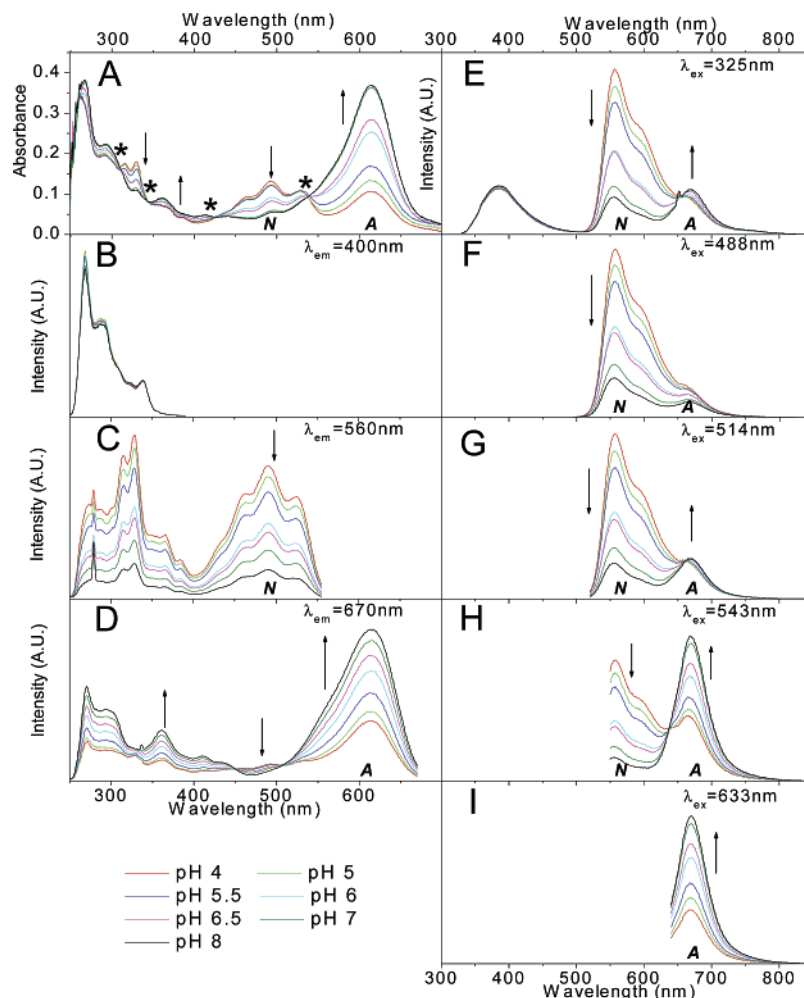 Wavelength (nm)
300 400 500 600
Wavelength (nm)
300 400 500 600 700 800
A
0.4
0.3
0.2
0.1
0.0
Absorbance
* * * *
N A
E
λex=325nm
Intensity (A.U.)
N A
B
λem=400nm
Intensity (A.U.)
F
λex=488nm
N A
C
λem=560nm
Intensity (A.U.)
N
G
λex=514nm
N A
D
λem=670nm
Intensity (A.U.)
A
300 400 500 600
Wavelength (nm)
H
λex=543nm
N A
I
λex=633nm
A
300 400 500 600 700 800
Wavelength (nm)
pH 4 pH 5
pH 5.5 pH 6
pH 6.5 pH 7
pH 8